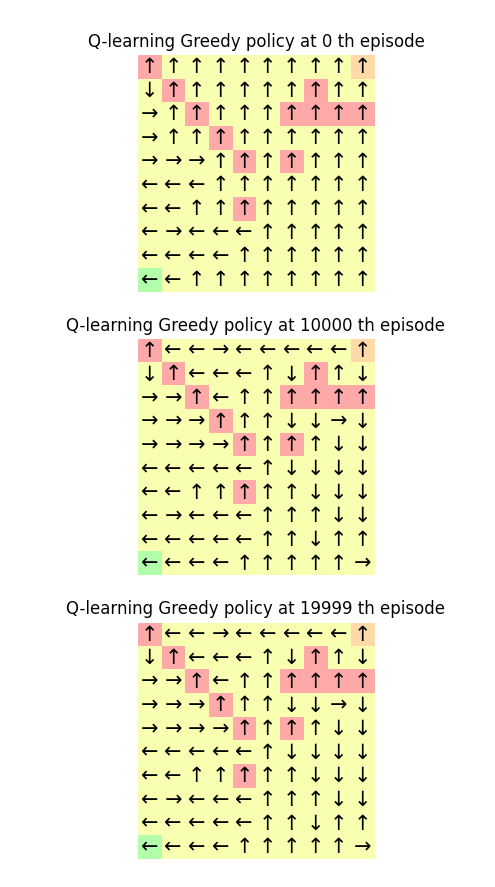 Q-learning Greedy policy at 0 th episode
↑ ↑ ↑ ↑ ↑ ↑ ↑ ↑ ↑ ↑
↓ ↑ ↑ ↑ ↑ ↑ ↑ ↑ ↑ ↑
→ ↑ ↑ ↑ ↑ ↑ ↑ ↑ ↑ ↑
→ ↑ ↑ ↑ ↑ ↑ ↑ ↑ ↑ ↑
→ → → ↑ ↑ ↑ ↑ ↑ ↑ ↑
← ← ← ↑ ↑ ↑ ↑ ↑ ↑ ↑
← ← ↑ ↑ ↑ ↑ ↑ ↑ ↑ ↑
← → ← ← ← ↑ ↑ ↑ ↑ ↑
← ← ← ← ↑ ↑ ↑ ↑ ↑ ↑
← ← ↑ ↑ ↑ ↑ ↑ ↑ ↑ ↑
Q-learning Greedy policy at 10000 th episode
↑ ← ← → ← ← ← ← ← ↑
↓ ↑ ← ← ← ↑ ↓ ↑ ↑ ↓
→ → ↑ ← ↑ ↑ ↑ ↑ ↑ ↑
→ → → ↑ ↑ ↑ ↓ ↓ → ↓
→ → → → ↑ ↑ ↑ ↑ ↓ ↓
← ← ← ← ← ↑ ↓ ↓ ↓ ↓
← ← ↑ ↑ ↑ ↑ ↑ ↓ ↓ ↓
← → ← ← ← ↑ ↑ ↑ ↓ ↓
← ← ← ← ← ↑ ↑ ↓ ↑ ↑
← ← ← ← ↑ ↑ ↑ ↑ ↑ →
Q-learning Greedy policy at 19999 th episode
↑ ← ← → ← ← ← ← ← ↑
↓ ↑ ← ← ← ↑ ↓ ↑ ↑ ↓
→ → ↑ ← ↑ ↑ ↑ ↑ ↑ ↑
→ → → ↑ ↑ ↑ ↓ ↓ → ↓
→ → → → ↑ ↑ ↑ ↑ ↓ ↓
← ← ← ← ← ↑ ↓ ↓ ↓ ↓
← ← ↑ ↑ ↑ ↑ ↑ ↓ ↓ ↓
← → ← ← ← ↑ ↑ ↑ ↓ ↓
← ← ← ← ← ↑ ↑ ↓ ↑ ↑
← ← ← ← ↑ ↑ ↑ ↑ ↑ →